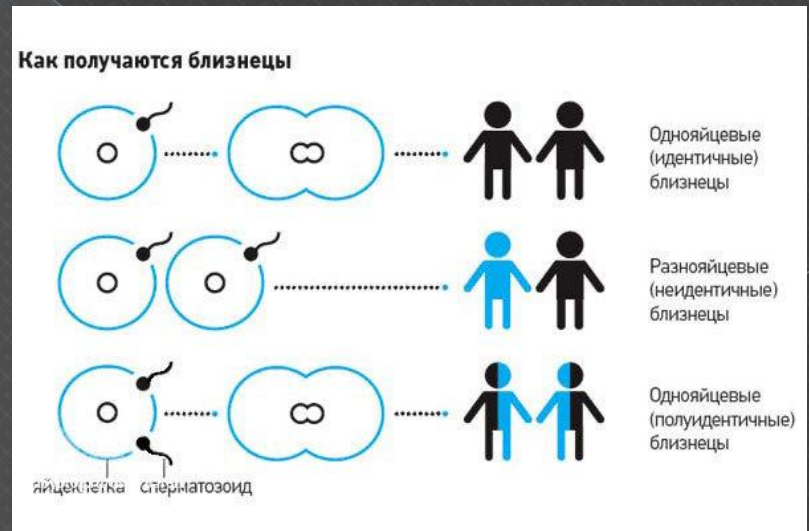 Как получаются близнецы
Однояйцевые
(идентичные)
близнецы
Разнояйцевые
(неидентичные)
близнецы
Однояйцевые
(полуидентичные)
близнецы
яйцеклетка сперматозоид